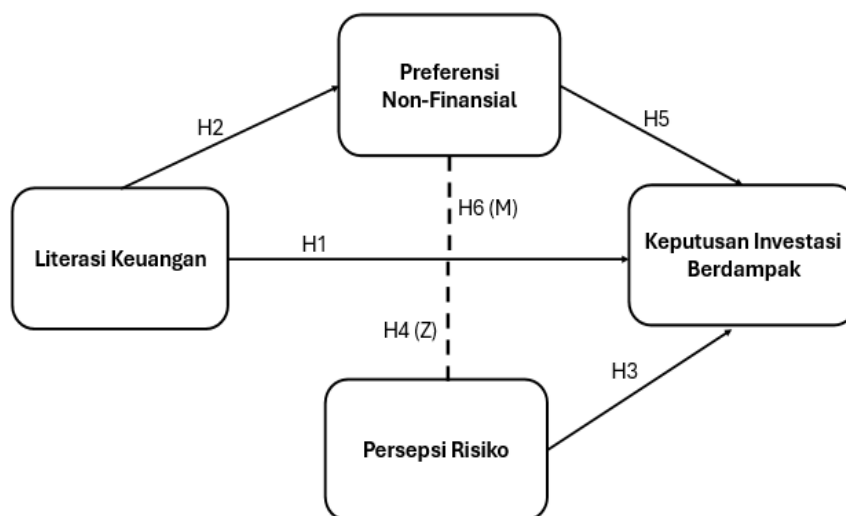 Preferensi
Non-Finansial
H2
H5
H6 (M)
Literasi Keuangan
H1
Keputusan Investasi
Berdampak
H4 (Z)
H3
Persepsi Risiko